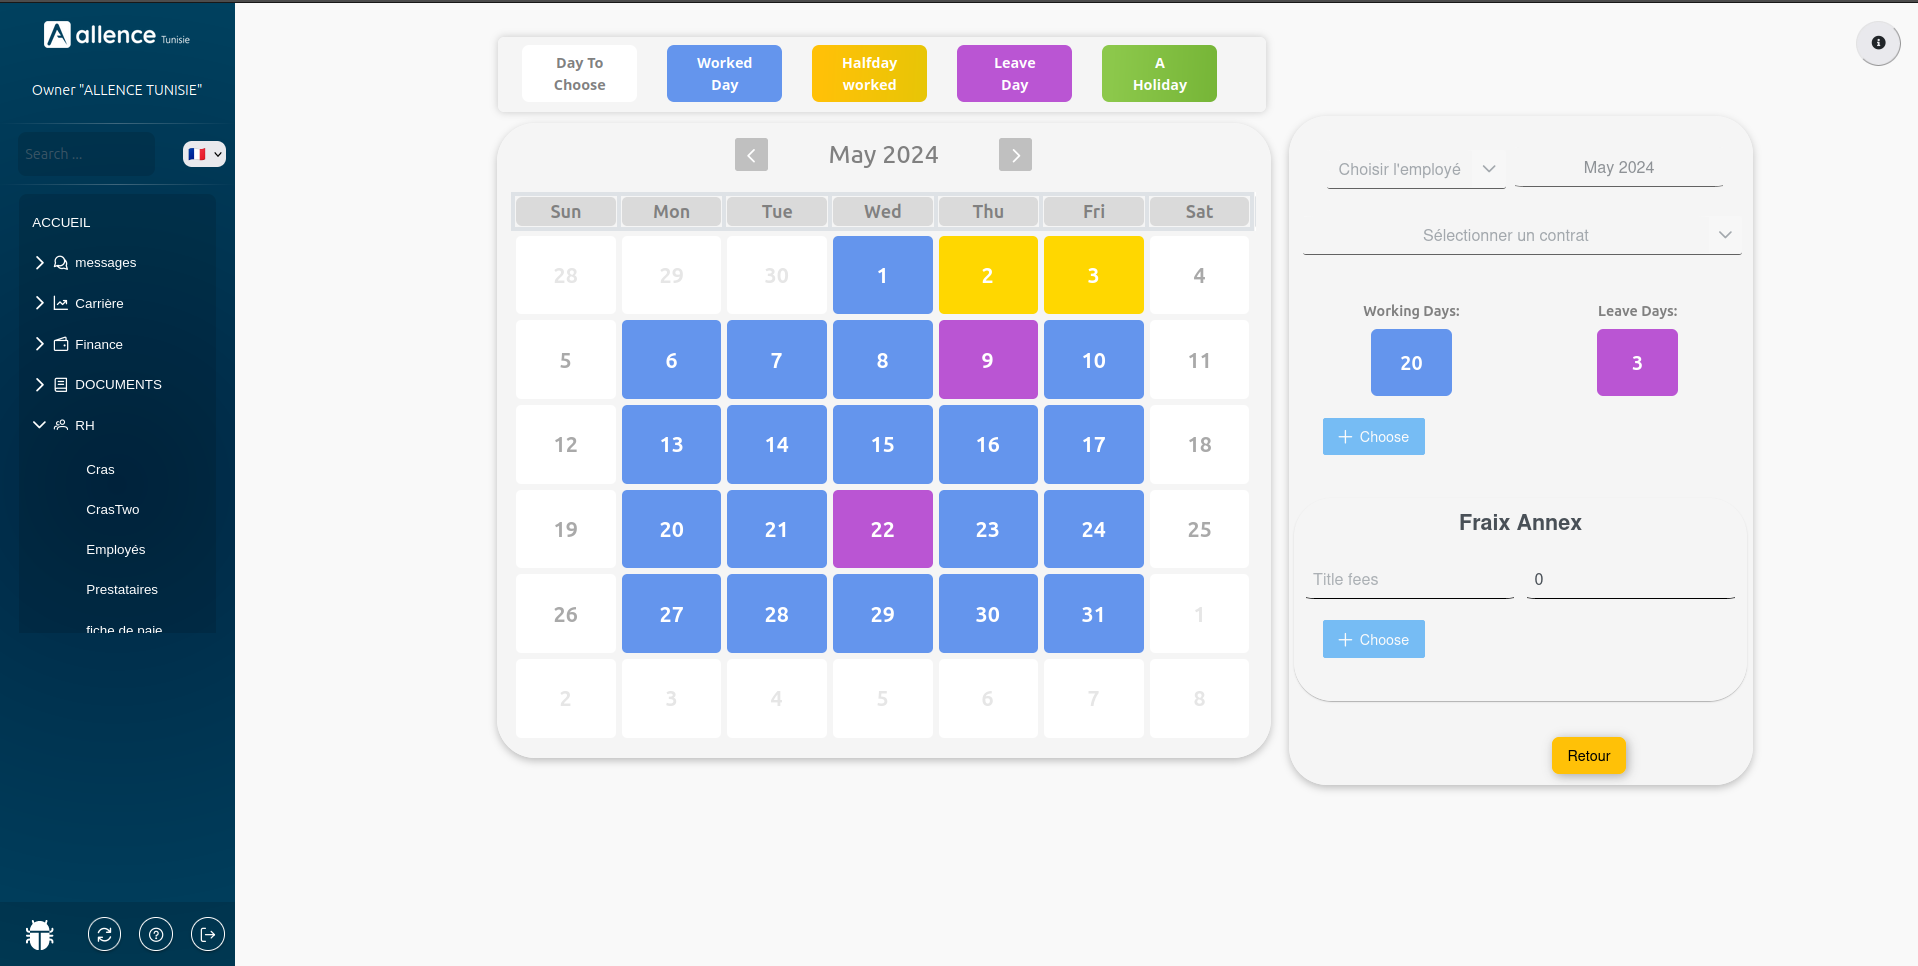 allence Tunisie
Owner "ALLENCE TUNISIE"
Search ...
ACCUEIL
messages
Carrière
Finance
DOCUMENTS
RH
Cras
CrasTwo
Employés
Prestataires
fiche de paie
Day To
Choose
Worked
Day
Halfday
worked
Leave
Day
A
Holiday
May 2024
Sun Mon Tue Wed Thu Fri Sat
28 29 30 1 2 3 4
5 6 7 8 9 10 11
12 13 14 15 16 17 18
19 20 21 22 23 24 25
26 27 28 29 30 31 1
2 3 4 5 6 7 8
Choisir l'employé May 2024
Sélectionner un contrat
Working Days: Leave Days:
20 3
Choose
Fraix Annex
Title fees 0
Choose
Retour